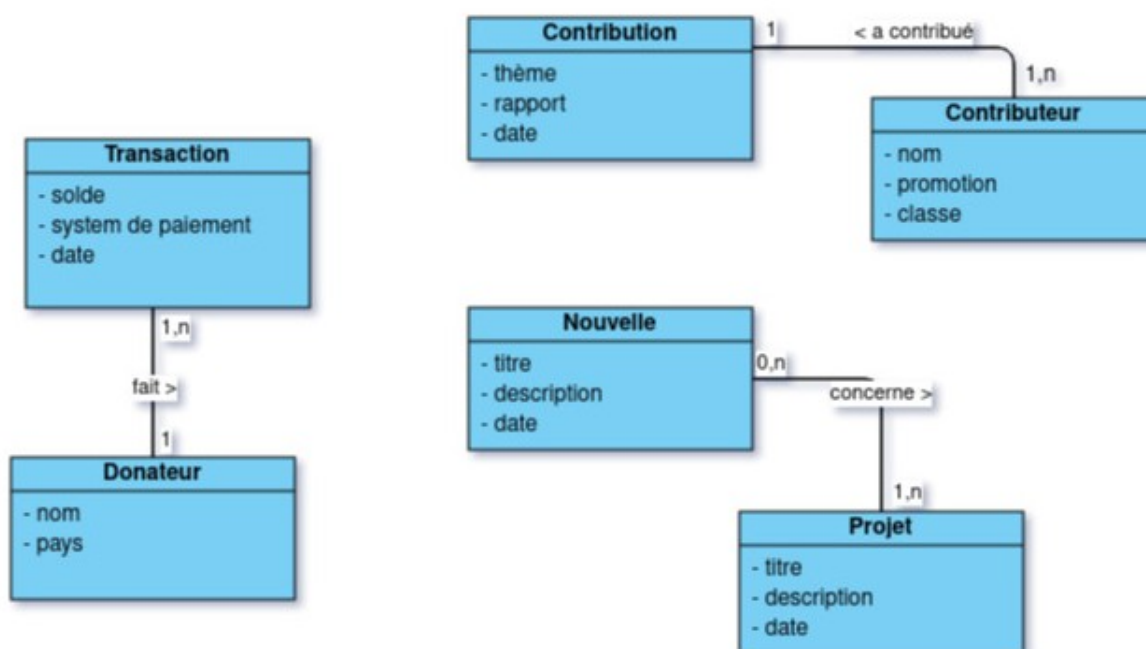 Contribution
- thème
- rapport
- date
1
< a contribué
1,n
Contributeur
- nom
- promotion
- classe
Transaction
- solde
- system de paiement
- date
1,n
fait >
1
Donateur
- nom
- pays
Nouvelle
- titre
- description
- date
0,n
concerne >
1,n
Projet
- titre
- description
- date